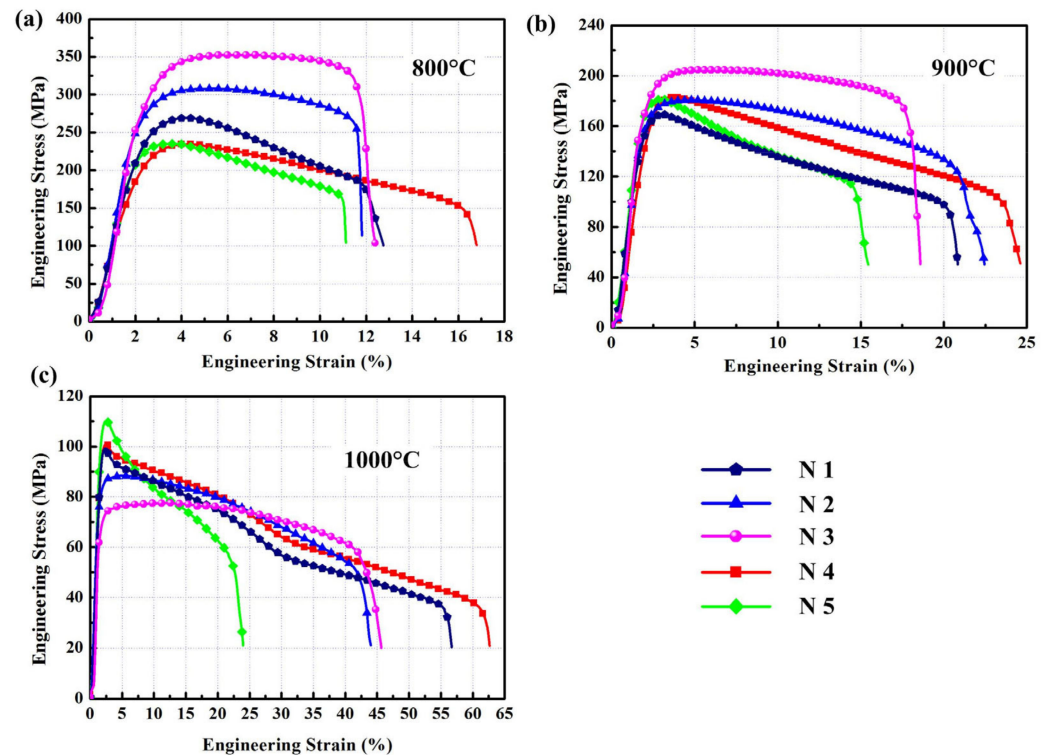 (a)
400
350
300
250
200
150
100
50
0
Engineering Stress (MPa)
800°C
0 2 4 6 8 10 12 14 16 18
Engineering Strain (%)
(b)
240
200
160
120
80
40
0
Engineering Stress (MPa)
900°C
0 5 10 15 20 25
Engineering Strain (%)
(c)
120
100
80
60
40
20
0
Engineering Stress (MPa)
1000°C
0 5 10 15 20 25 30 35 40 45 50 55 60 65
Engineering Strain (%)
N 1
N 2
N 3
N 4
N 5